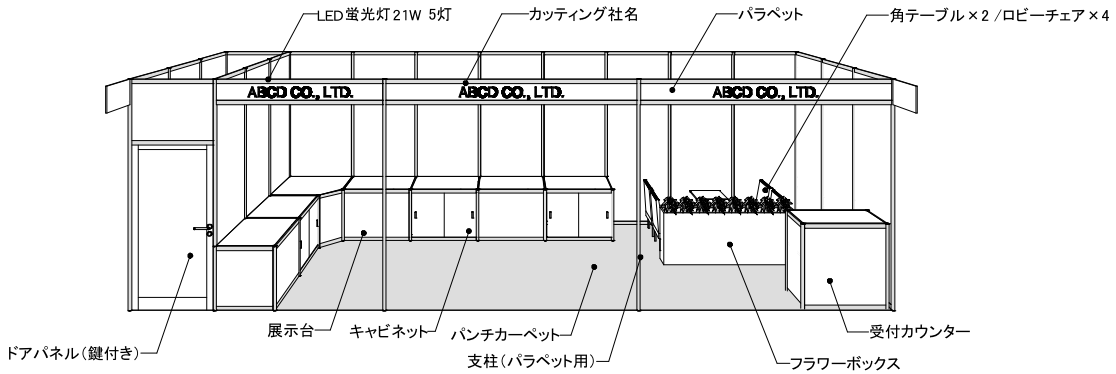 LED蛍光灯21W 5灯
カッティング社名
パラペット
角テーブル×2 /ロビーチェア×4
ABCD CO., LTD.
ABCD CO., LTD.
ABCD CO., LTD.
展示台
キャビネット
パンチカーペット
受付カウンター
ドアパネル(鍵付き)
支柱(パラペット用)
フラワーボックス